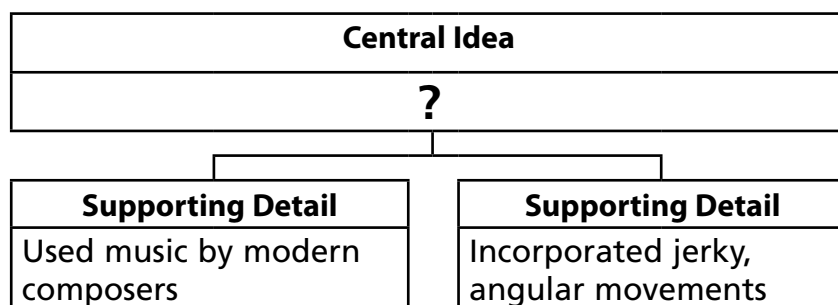 Central Idea
?
Supporting Detail
Used music by modern
composers
Supporting Detail
Incorporated jerky,
angular movements